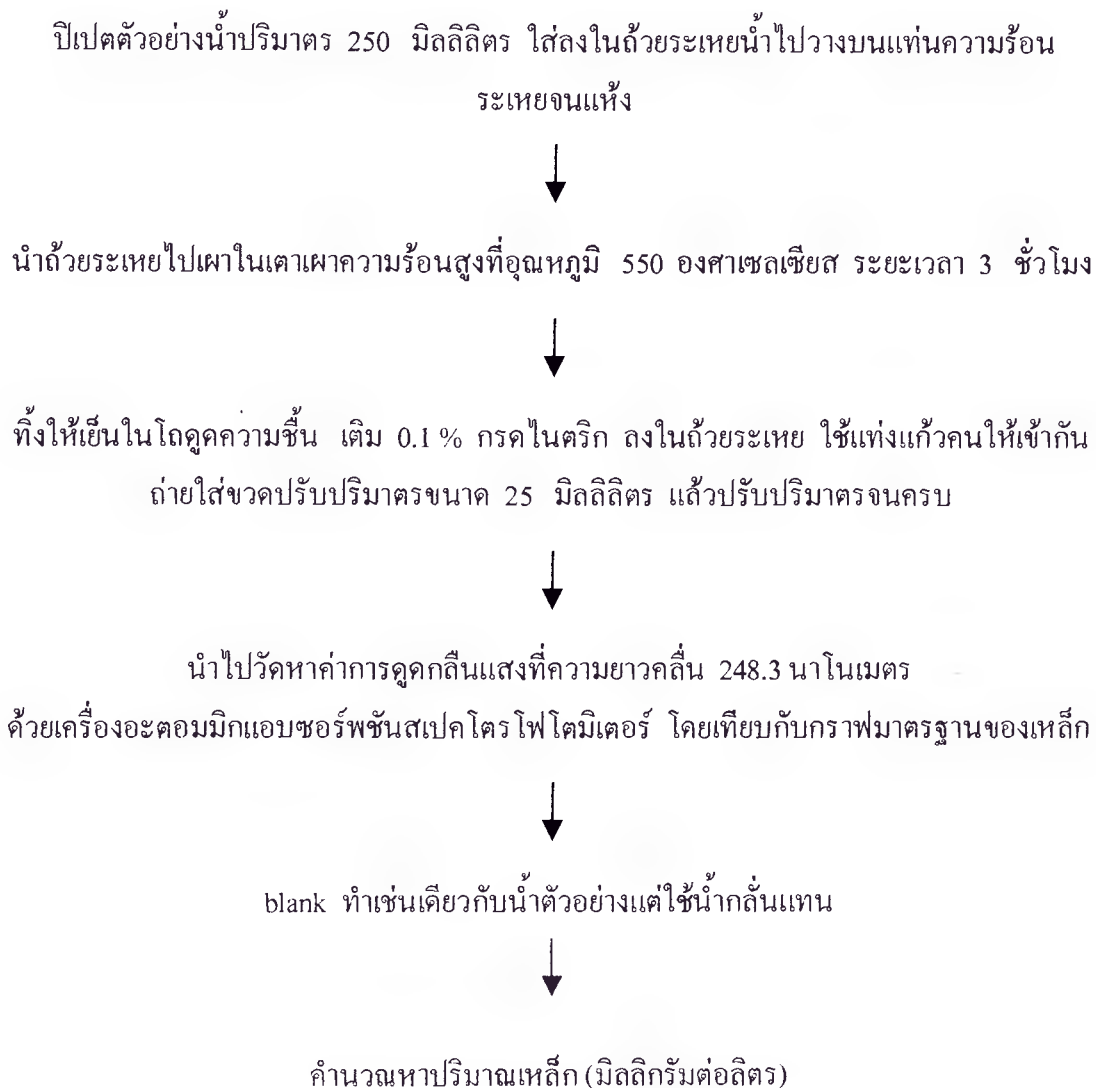 ปิเปตตัวอย่างน้ำปริมาตร 250 มิลลิลิตร ใส่ลงในถ้วยระเหยน้ำไปวางบนแท่นความร้อน
ระเหยจนแห้ง
นำถ้วยระเหยไปเผาในเตาเผาความร้อนสูงที่อุณหภูมิ 550 องศาเซลเซียส ระยะเวลา 3 ชั่วโมง
ทิ้งให้เย็นในโถดูดความชื้น เติม 0.1 % กรดไนตริก ลงในถ้วยระเหย ใช้แท่งแก้วคนให้เข้ากัน
ถ่ายใส่ขวดปรับปริมาตรขนาด 25 มิลลิลิตร แล้วปรับปริมาตรจนครบ
นำไปวัดหาค่าการดูดกลืนแสงที่ความยาวคลื่น 248.3 นาโนเมตร
ด้วยเครื่องอะตอมมิกแอบซอร์พชันสเปคโตรโฟโตมิเตอร์ โดยเทียบกับกราฟมาตรฐานของเหล็ก
blank ทำเช่นเดียวกับน้ำตัวอย่างแต่ใช้น้ำกลั่นแทน
คำนวณหาปริมาณเหล็ก (มิลลิกรัมต่อลิตร)